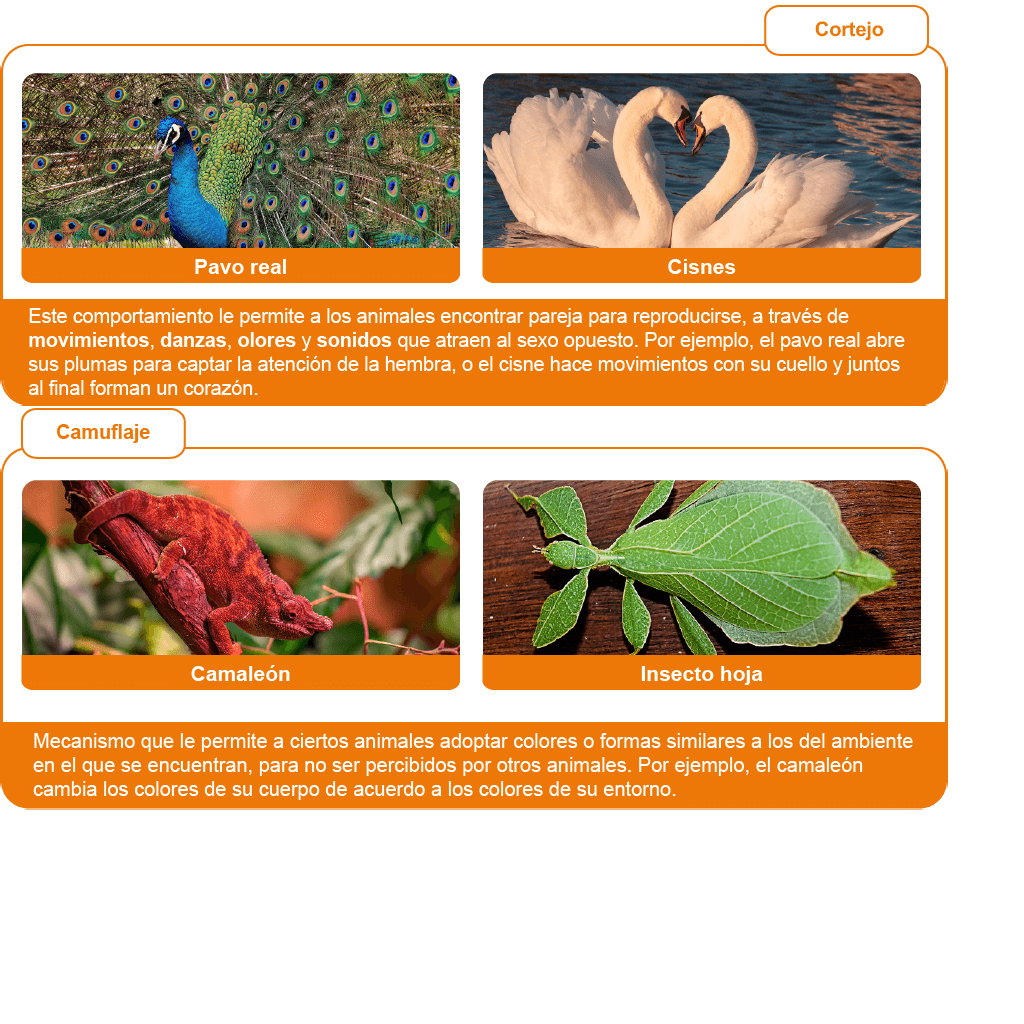 Cortejo
Pavo real
Cisnes
Este comportamiento le permite a los animales encontrar pareja para reproducirse, a través de
movimientos, danzas, olores y sonidos que atraen al sexo opuesto. Por ejemplo, el pavo real abre
sus plumas para captar la atención de la hembra, o el cisne hace movimientos con su cuello y juntos
al final forman un corazón.
Camuflaje
Camaleón
Insecto hoja
Mecanismo que le permite a ciertos animales adoptar colores o formas similares a los del ambiente
en el que se encuentran, para no ser percibidos por otros animales. Por ejemplo, el camaleón
cambia los colores de su cuerpo de acuerdo a los colores de su entorno.